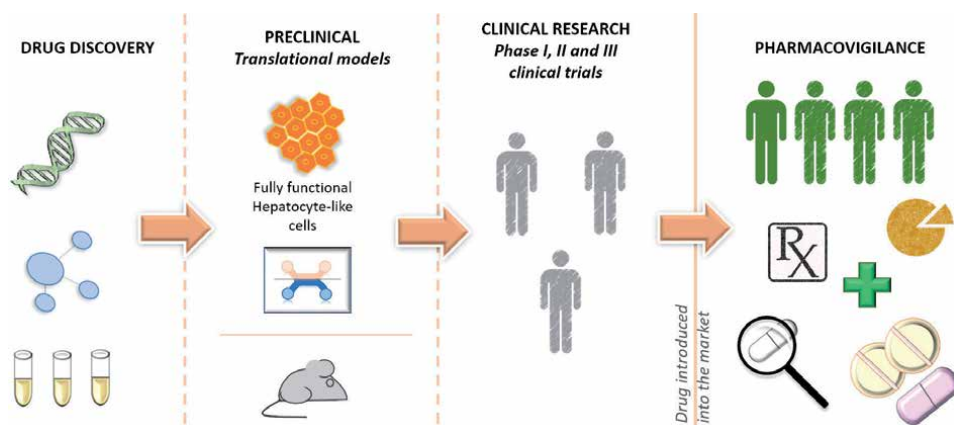 DRUG DISCOVERY
PRECLINICAL
Translational models
Fully functional
Hepatocyte-like
cells
CLINICAL RESEARCH
Phase I, II and III
clinical trials
Drug introduced
into the market
PHARMACOVIGILANCE
RX